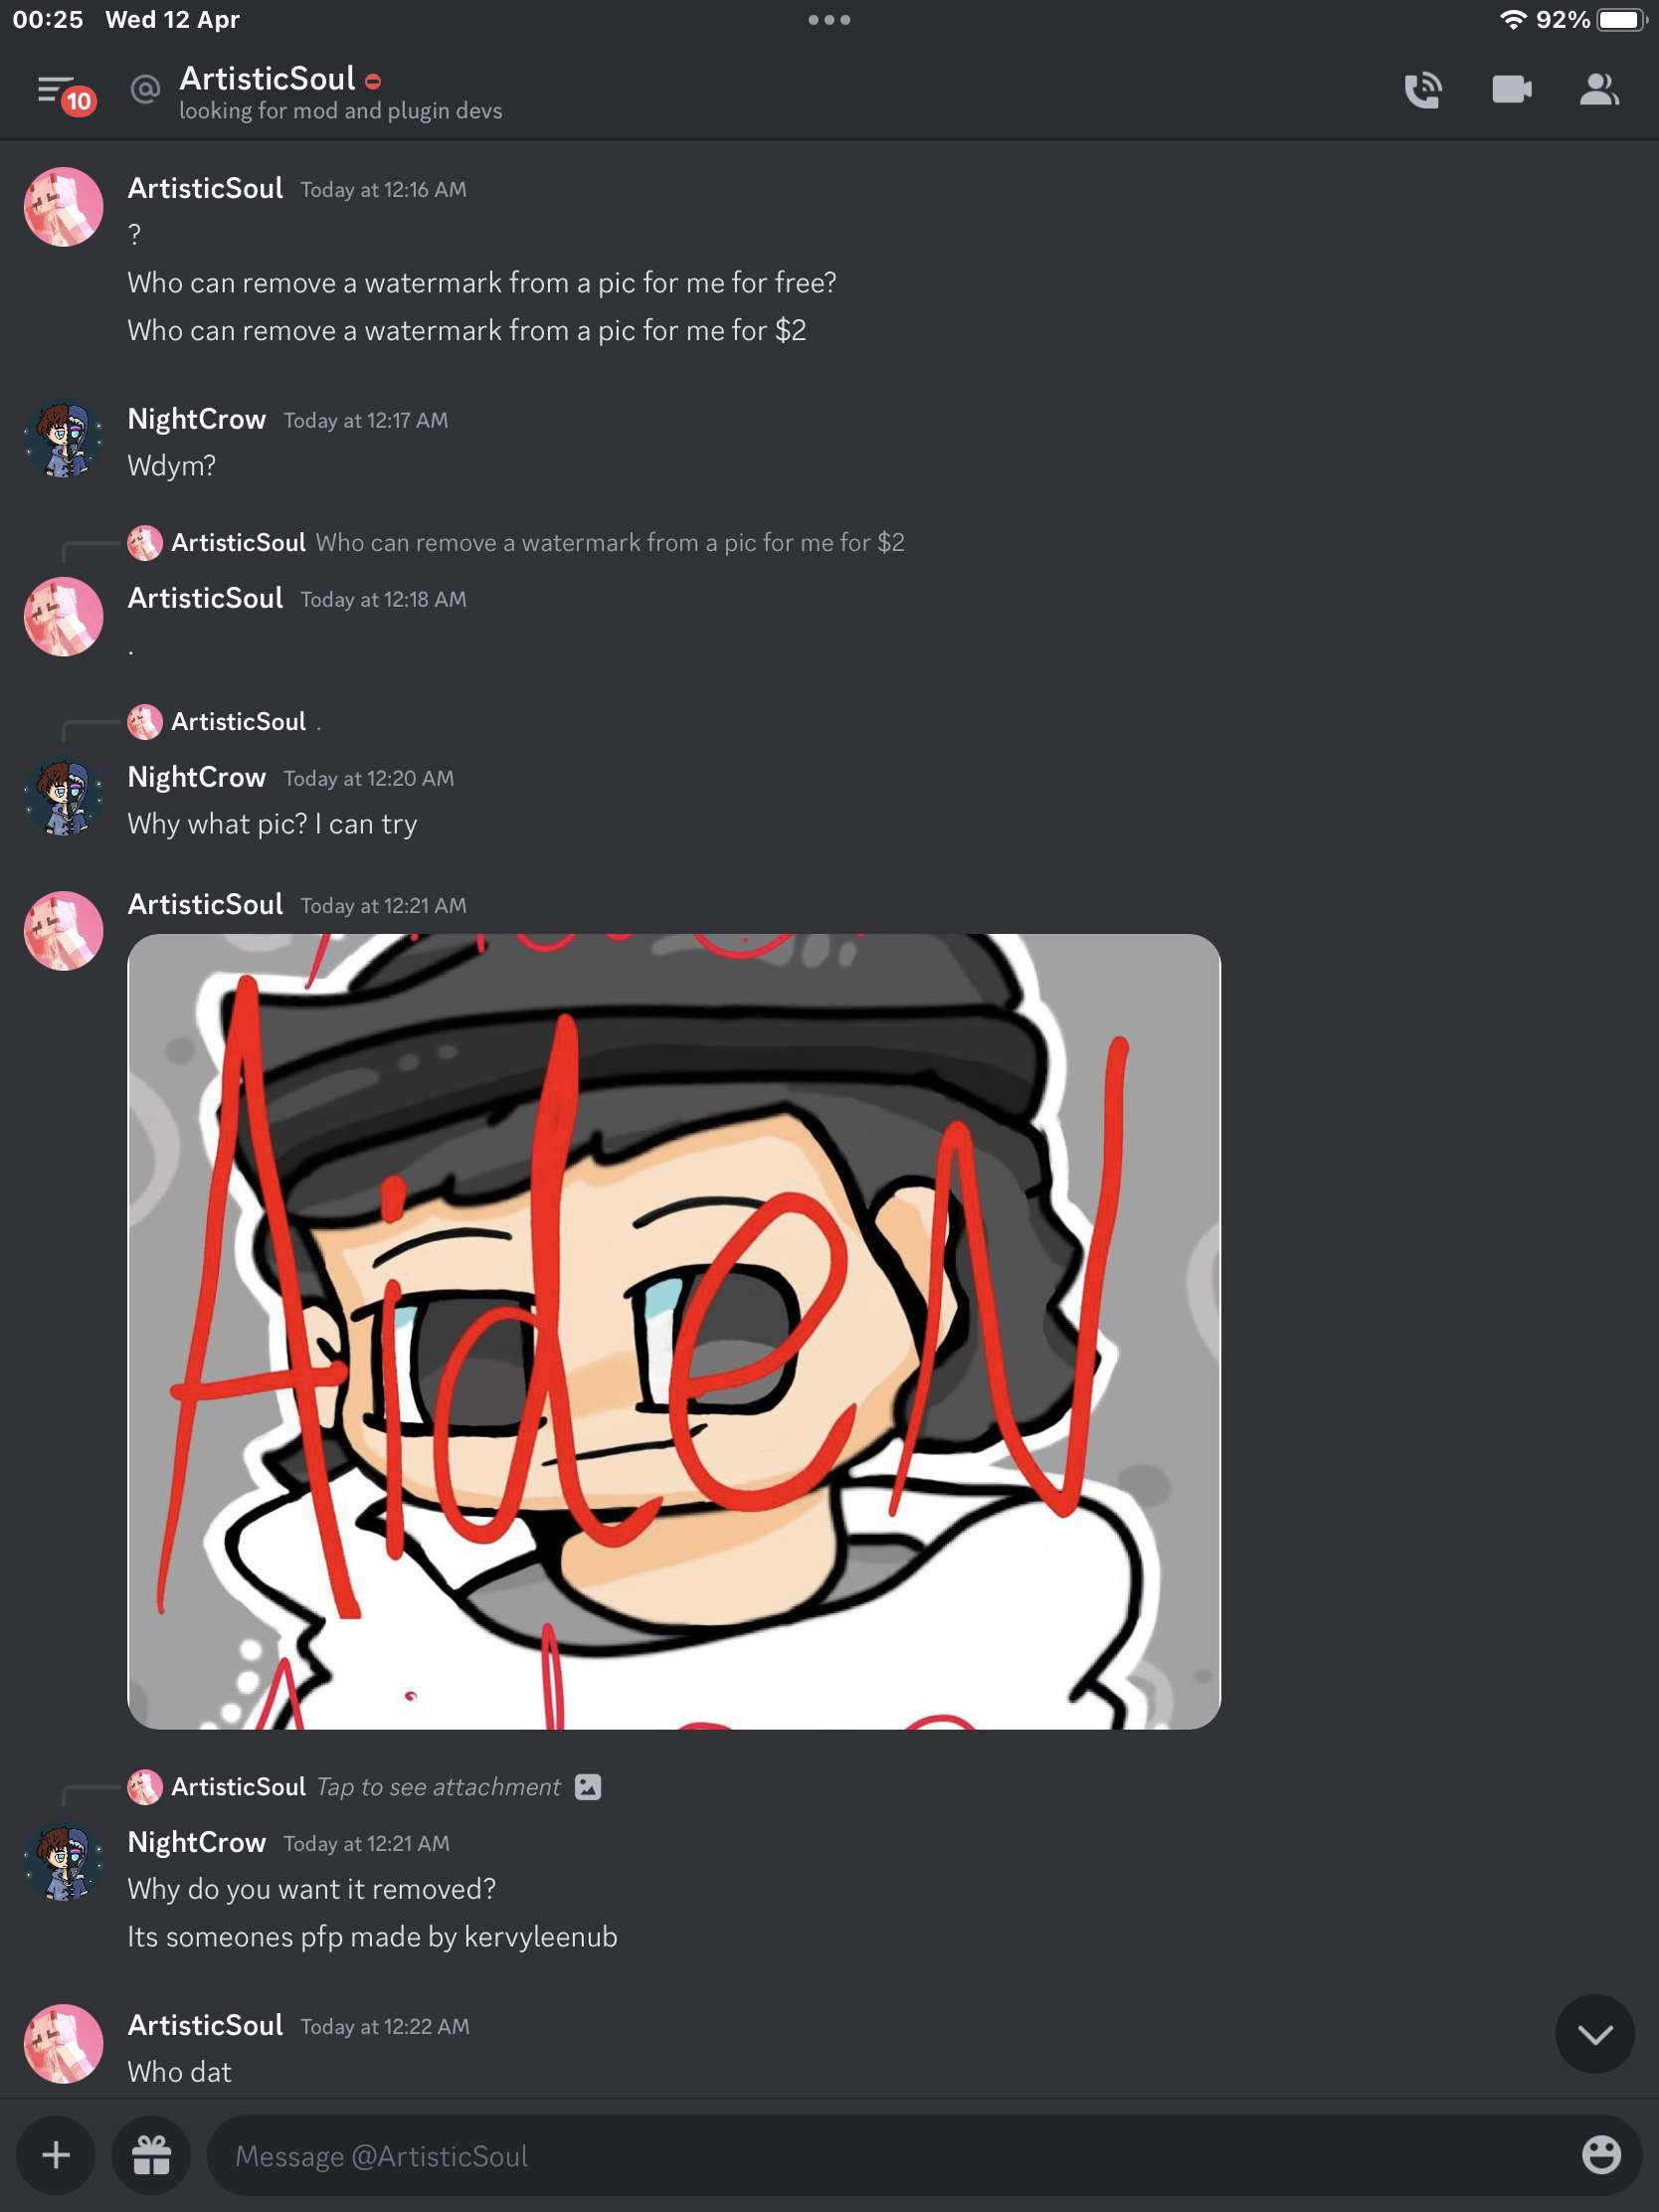 00:25 Wed 12 Apr
92%
10
@ ArtisticSoul
looking for mod and plugin devs
ArtisticSoul Today at 12:16 AM
?
Who can remove a watermark from a pic for me for free?
Who can remove a watermark from a pic for me for $2
NightCrow Today at 12:17 AM
Wdym?
ArtisticSoul Who can remove a watermark from a pic for me for $2
ArtisticSoul Today at 12:18 AM
.
ArtisticSoul .
NightCrow Today at 12:20 AM
Why what pic? I can try
ArtisticSoul Today at 12:21 AM
AideN
ArtisticSoul Tap to see attachment
NightCrow Today at 12:21 AM
Why do you want it removed?
Its someones pfp made by kervyleenub
ArtisticSoul Today at 12:22 AM
Who dat
Message @ArtisticSoul